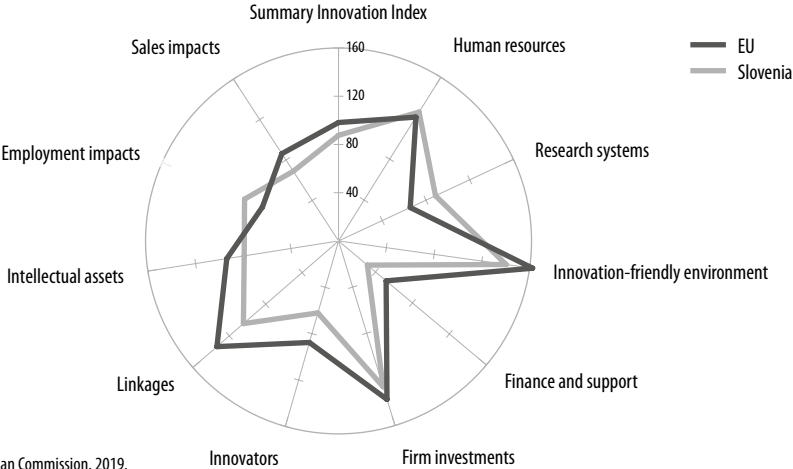 Summary Innovation Index
Sales impacts
160
Human resources
EU
Slovenia
120
Employment impacts
80
Research systems
40
Intellectual assets
Innovation-friendly environment
Linkages
Finance and support
Innovators
Firm investments
Commission, 2019.